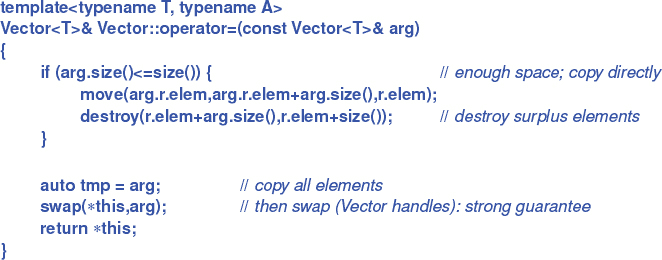 template<typename T, typename A>
Vector<T>& Vector::operator=(const Vector<T>& arg)
{
if (arg.size()<=size()) { // enough space; copy directly
move(arg.r.elem,arg.r.elem+arg.size(),r.elem);
destroy(r.elem+arg.size(),r.elem+size()); // destroy surplus elements
}
auto tmp = arg; // copy all elements
swap(∗this,arg); // then swap (Vector handles): strong guarantee
return ∗this;
}